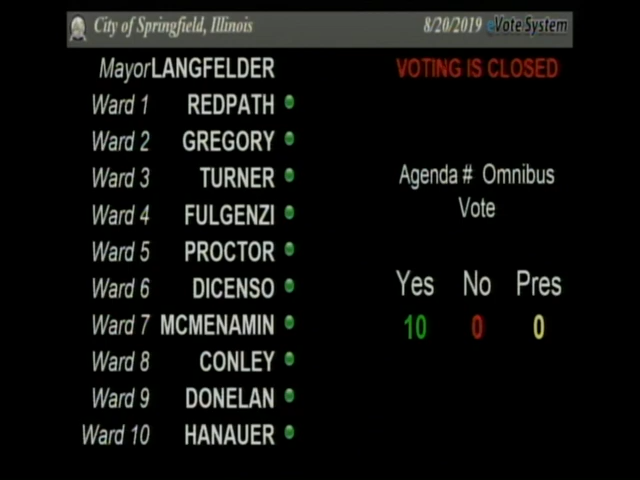 City of Springfield, Illinois 8/20/2019 eVote System
Mayor LANGFELDER VOTING IS CLOSED
Ward 1 REDPATH
Ward 2 GREGORY
Ward 3 TURNER
Ward 4 FULGENZI
Ward 5 PROCTOR
Ward 6 DICENSO
Ward 7 MCMENAMIN
Ward 8 CONLEY
Ward 9 DONELAN
Ward 10 HANAUER
Agenda # Omnibus
Vote
Yes No Pres
10 0 0